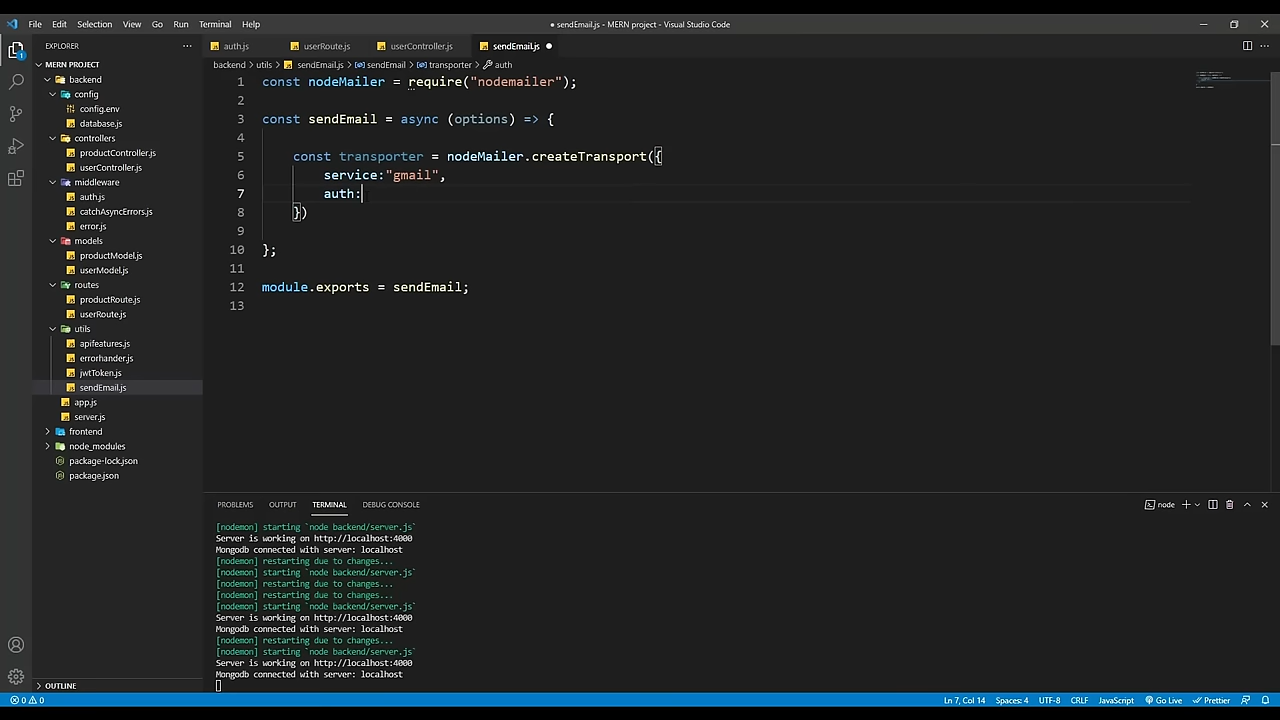 File Edit Selection View Go Run Terminal Help
● sendEmail.js - MERN project - Visual Studio Code
EXPLORER
auth.js
userRoute.js
userController.js
sendEmail.js
backend > utils > sendEmail.js > sendEmail > transporter > auth
MERN PROJECT
backend
config
config.env
database.js
controllers
productController.js
userController.js
middleware
auth.js
catchAsyncErrors.js
error.js
models
productModel.js
userModel.js
routes
productRoute.js
userRoute.js
utils
apifeatures.js
errorhander.js
jwtToken.js
sendEmail.js
app.js
server.js
frontend
node_modules
package-lock.json
package.json
OUTLINE
1 const nodeMailer = require("nodemailer");
2
3 const sendEmail = async (options) => {
4
5 const transporter = nodeMailer.createTransport({
6 service:"gmail",
7 auth:
8 })
9
10 };
11
12 module.exports = sendEmail;
13
PROBLEMS OUTPUT TERMINAL DEBUG CONSOLE
node
[nodemon] starting `node backend/server.js`
Server is working on http://localhost:4000
Mongodb connected with server: localhost
[nodemon] restarting due to changes...
[nodemon] starting `node backend/server.js`
[nodemon] restarting due to changes...
[nodemon] restarting due to changes...
[nodemon] starting `node backend/server.js`
Server is working on http://localhost:4000
Mongodb connected with server: localhost
[nodemon] restarting due to changes...
[nodemon] starting `node backend/server.js`
Server is working on http://localhost:4000
Mongodb connected with server: localhost
0 0
Ln 7, Col 14 Spaces: 4 UTF-8 CRLF JavaScript Go Live Prettier